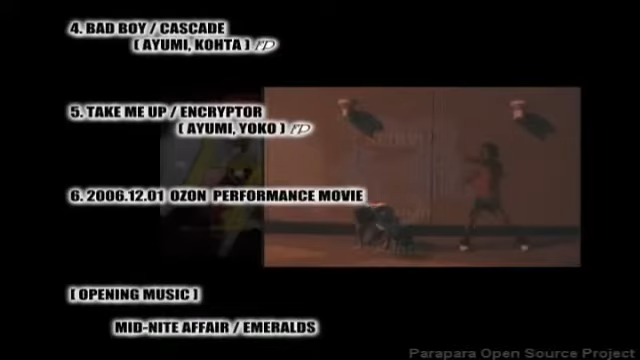 4. BAD BOY / CASCADE
[ AYUMI, KOHTA ]
5. TAKE ME UP / ENCRYPTOR
[ AYUMI, YOKO ]
6. 2006.12.01 OZON PERFORMANCE MOVIE
[ OPENING MUSIC ]
MID-NITE AFFAIR / EMERALDS
Parapara Open Source Project